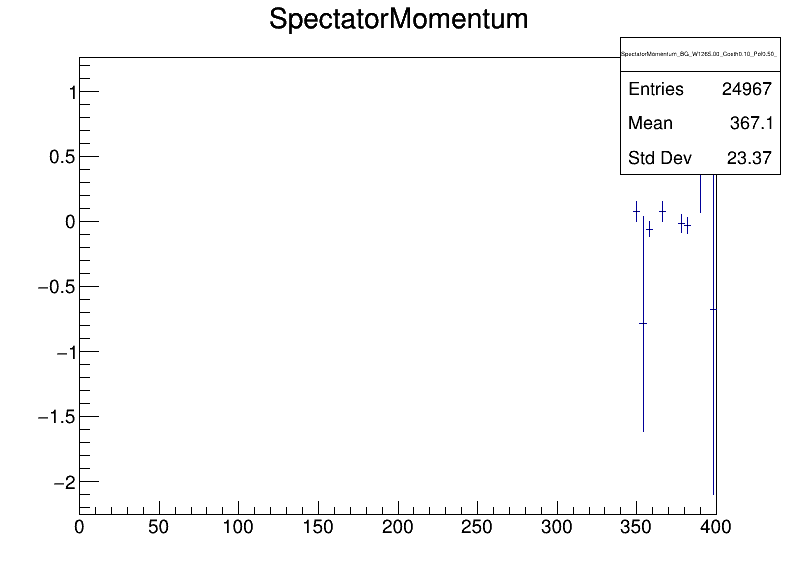 SpectatorMomentum
SpectatorMomentum_BG_W1265.00_Costh0.10_Pol0.50_
Entries 24967
Mean 367.1
Std Dev 23.37
1
0.5
0
−0.5
−1
−1.5
−2
0 50 100 150 200 250 300 350 400